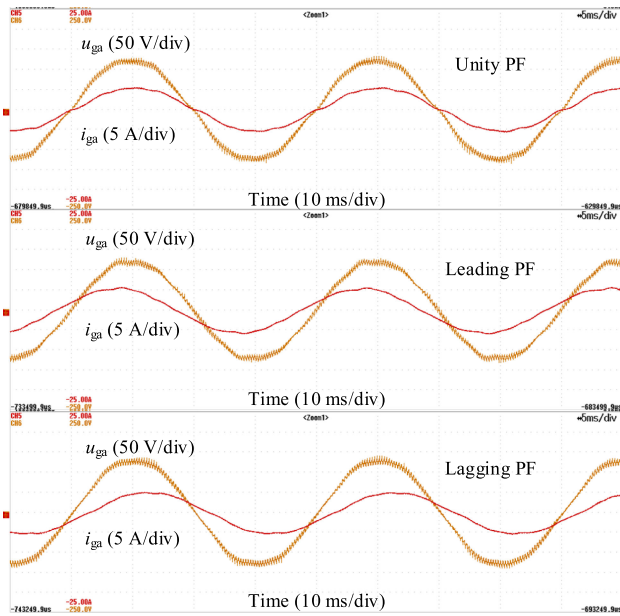 CH5 25.00A <Zoom1> 5ms/div
CH6 250.0V
uga (50 V/div)
Unity PF
iga (5 A/div)
-25.00A Time (10 ms/div)
-679849.9us -250.0V <Zoom1> -629849.9us
CH5 25.00A 5ms/div
CH6 250.0V
uga (50 V/div)
Leading PF
iga (5 A/div)
-25.00A Time (10 ms/div)
-733499.9us <Zoom1> -683499.9us
CH5 25.00A 5ms/div
CH6 250.0V
uga (50 V/div)
Lagging PF
iga (5 A/div)
-25.00A Time (10 ms/div)
-743249.9us -250.0V -693249.9us